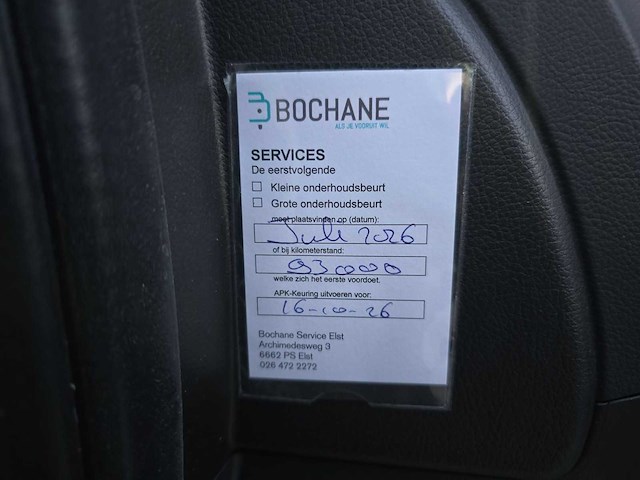 BOCHANE
ALS JE VOORUIT WIL
SERVICES
De eerstvolgende
Kleine onderhoudsbeurt
Grote onderhoudsbeurt
moet plaatsvinden op (datum):
Juli 2026
of bij kilometerstand:
93000
welke zich het eerste voordoet.
APK-Keuring uitvoeren voor:
16-10-26
Bochane Service Elst
Archimedesweg 3
6662 PS Elst
026 472 2272